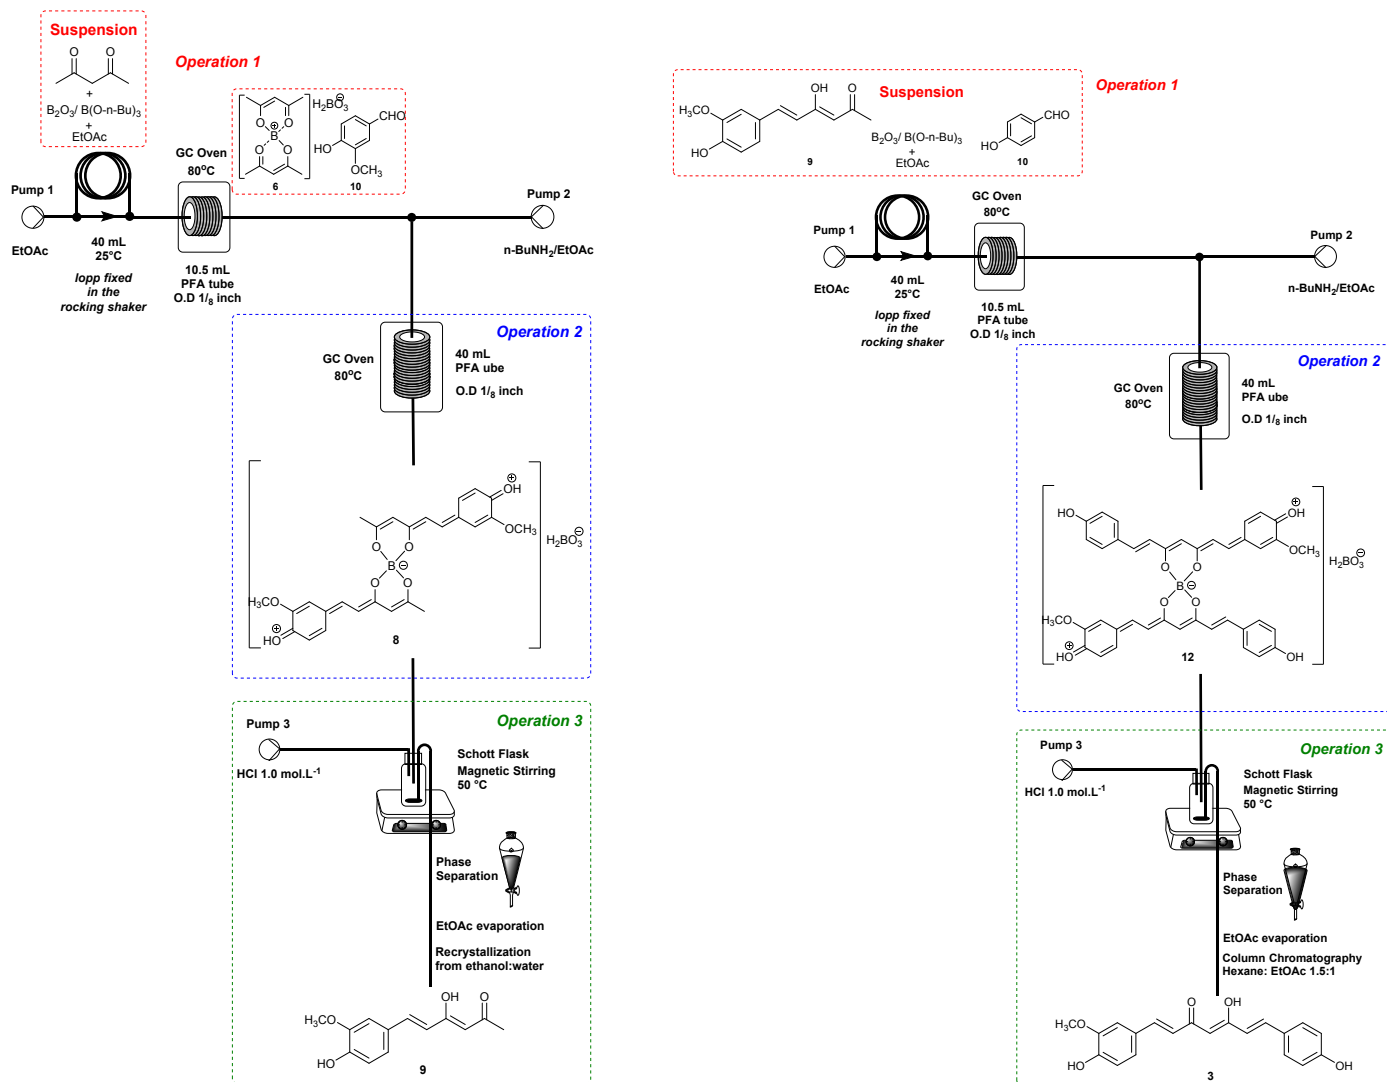 Suspension
O O
+
B2O3/ B(O-n-Bu)3
+
EtOAc
Operation 1
H2BO3⊖
O O
B⊕
O O
CHO
HO
OCH3
6 10
GC Oven
80oC
Pump 1
EtOAc
40 mL
25°C
lopp fixed
in the
rocking shaker
10.5 mL
PFA tube
O.D 1/8 inch
Pump 2
n-BuNH2/EtOAc
Operation 2
GC Oven
80oC
40 mL
PFA ube
O.D 1/8 inch
⊕
OH
OCH3
H2BO3⊖
O O
B⊖
O O
H3CO
⊕
HO
8
Operation 3
Pump 3
HCl 1.0 mol.L-1
Schott Flask
Magnetic Stirring
50 °C
Phase
Separation
EtOAc evaporation
Recrystallization
from ethanol:water
OH O
H3CO
HO
9
Operation 1
OH O
H3CO
HO
9
Suspension
B2O3/ B(O-n-Bu)3
+
EtOAc
CHO
HO
10
GC Oven
80oC
Pump 1
EtOAc
40 mL
25°C
lopp fixed
in the
rocking shaker
10.5 mL
PFA tube
O.D 1/8 inch
Pump 2
n-BuNH2/EtOAc
Operation 2
GC Oven
80oC
40 mL
PFA ube
O.D 1/8 inch
HO
⊕
OH
OCH3
H2BO3⊖
O O
B⊖
O O
H3CO
⊕
HO
OH
12
Operation 3
Pump 3
HCl 1.0 mol.L-1
Schott Flask
Magnetic Stirring
50 °C
Phase
Separation
EtOAc evaporation
Column Chromatography
Hexane: EtOAc 1.5:1
O OH
H3CO
HO
OH
3